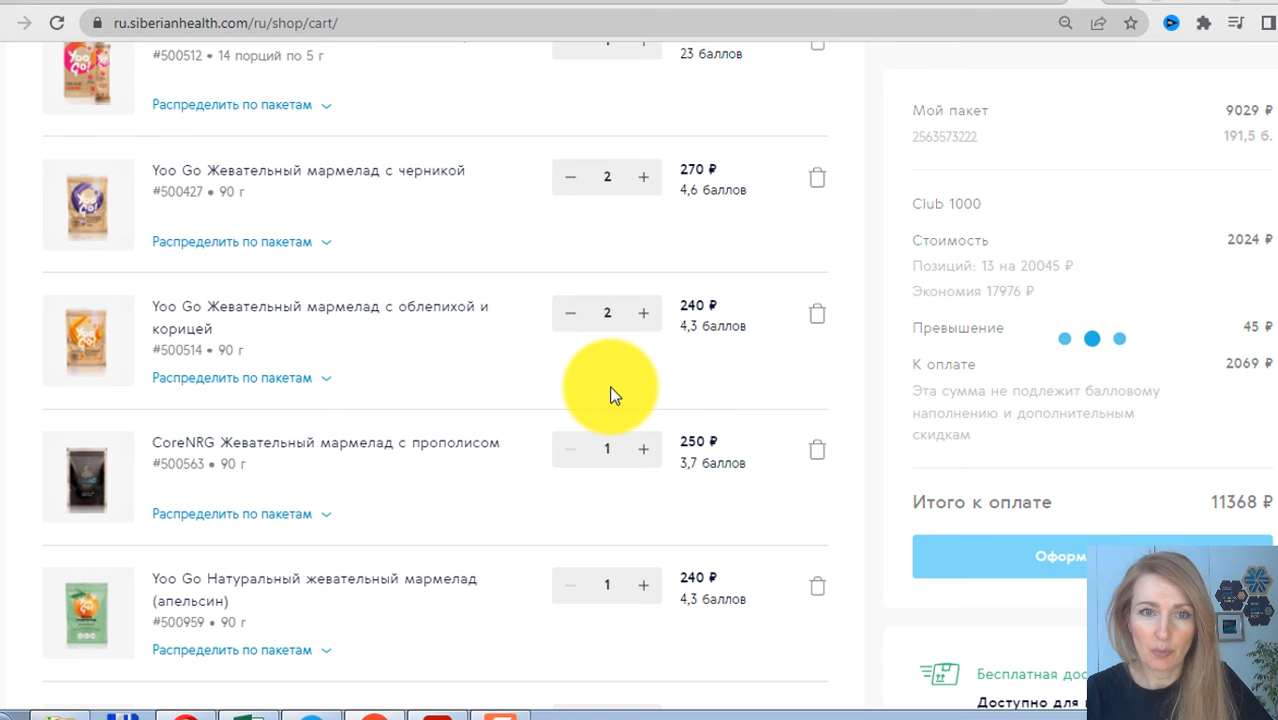 ru.siberianhealth.com/ru/shop/cart/
#500512 • 14 порций по 5 г
23 баллов
Распределить по пакетам
Yoo Go Жевательный мармелад с черникой
#500427 • 90 г
2
270 ₽
4,6 баллов
Распределить по пакетам
Yoo Go Жевательный мармелад с облепихой и
корицей
#500514 • 90 г
2
240 ₽
4,3 баллов
Распределить по пакетам
CoreNRG Жевательный мармелад с прополисом
#500563 • 90 г
1
250 ₽
3,7 баллов
Распределить по пакетам
Yoo Go Натуральный жевательный мармелад
(апельсин)
#500959 • 90 г
1
240 ₽
4,3 баллов
Распределить по пакетам
Мой пакет 9029 ₽
2563573222 191,5 б.
Club 1000
Стоимость 2024 ₽
Позиций: 13 на 20045 ₽
Экономия 17976 ₽
Превышение 45 ₽
К оплате 2069 ₽
Эта сумма не подлежит балловому
наполнению и дополнительным
скидкам
Итого к оплате 11368 ₽
Оформ
Бесплатная дос
Доступно для